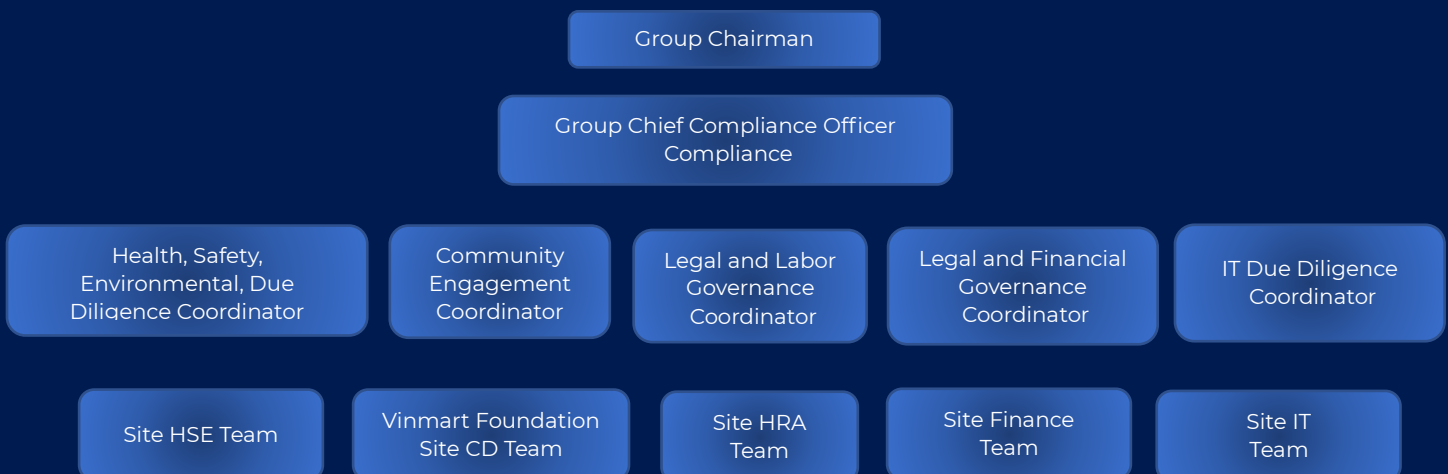 Group Chairman
Group Chief Compliance Officer
Compliance
Health, Safety,
Environmental, Due
Diligence Coordinator
Community
Engagement
Coordinator
Legal and Labor
Governance
Coordinator
Legal and Financial
Governance
Coordinator
IT Due Diligence
Coordinator
Site HSE Team
Vinmart Foundation
Site CD Team
Site HRA
Team
Site Finance
Team
Site IT
Team